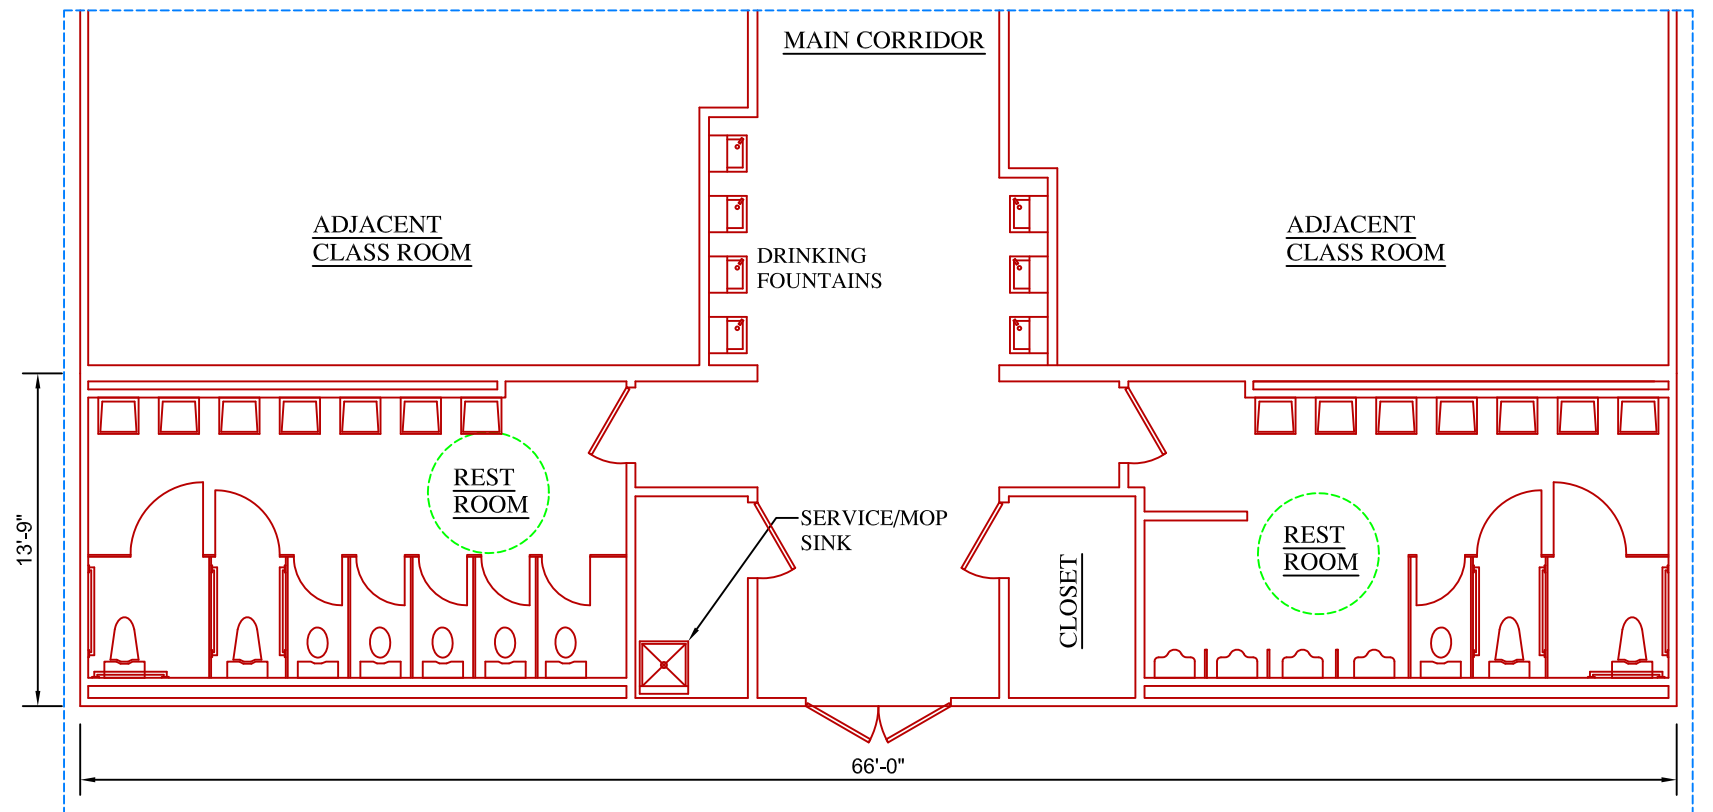 MAIN CORRIDOR
ADJACENT
CLASS ROOM
DRINKING
FOUNTAINS
ADJACENT
CLASS ROOM
REST
ROOM
SERVICE/MOP
SINK
CLOSET
REST
ROOM
13'-9"
66'-0"